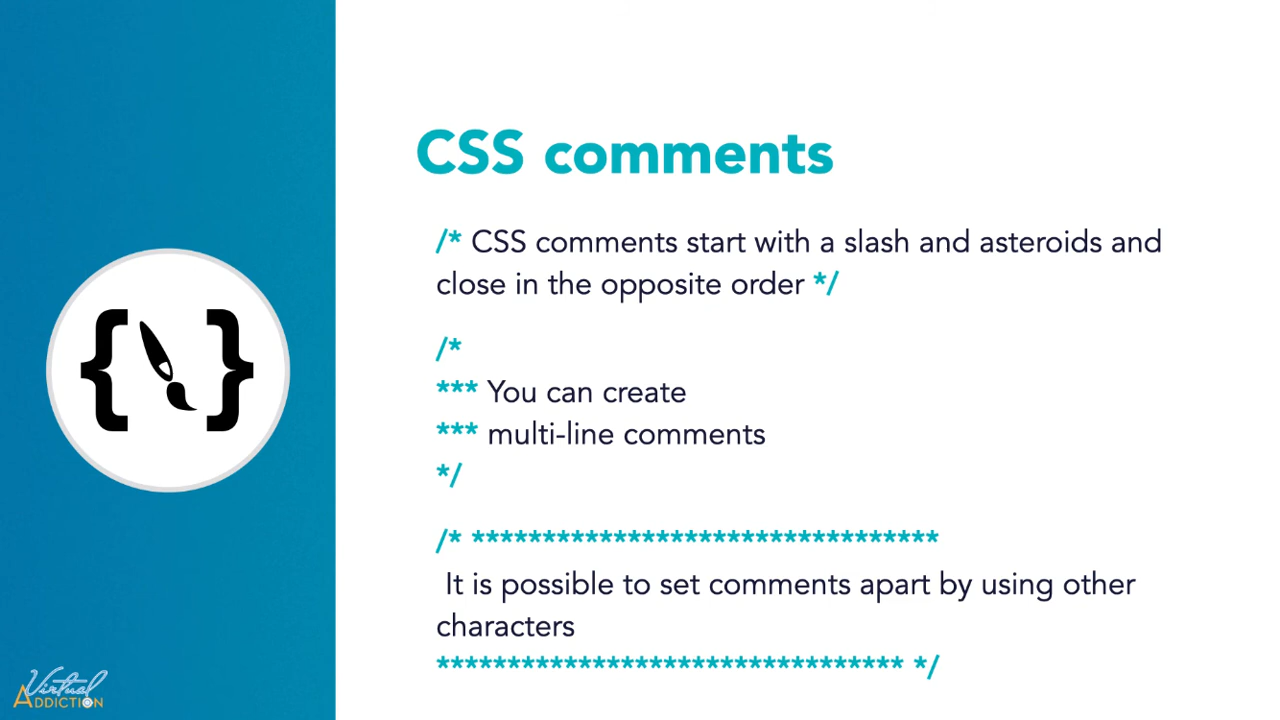 CSS comments
/* CSS comments start with a slash and asteroids and
close in the opposite order */
/*
*** You can create
*** multi-line comments
*/
/* *********************************
It is possible to set comments apart by using other
characters
********************************* */
{ }
Virtual
ADDICTION